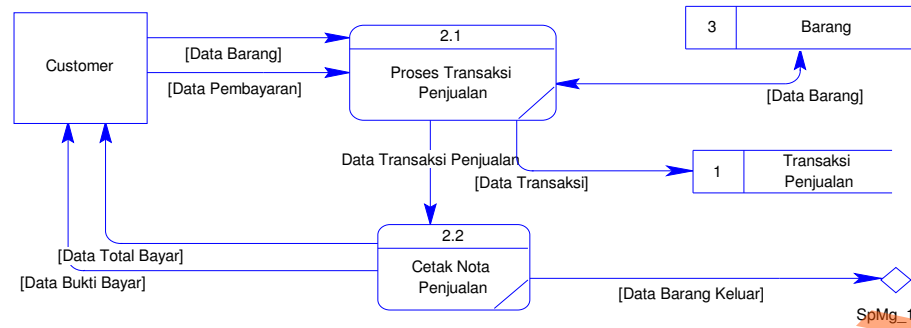 2.1
3
Barang
[Data Barang]
Customer
Proses Transaksi
Penjualan
[Data Pembayaran]
[Data Barang]
Data Transaksi Penjualan
[Data Transaksi]
1
Transaksi
Penjualan
2.2
[Data Total Bayar]
[Data Bukti Bayar]
Cetak Nota
Penjualan
[Data Barang Keluar]
SpMg_1